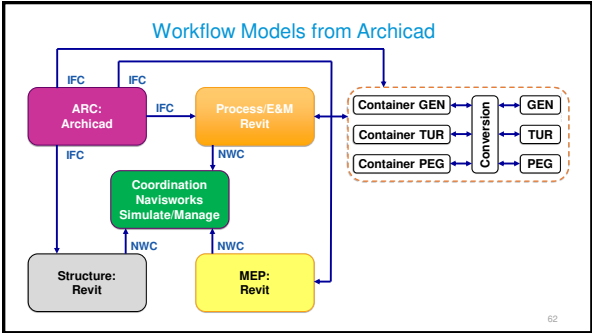 Workflow Models from Archicad
IFC
IFC
ARC:
Archicad
IFC
Process/E&M
Revit
IFC
NWC
Coordination
Navisworks
Simulate/Manage
NWC
NWC
Structure:
Revit
MEP:
Revit
Container GEN
Container TUR
Container PEG
Conversion
GEN
TUR
PEG
62